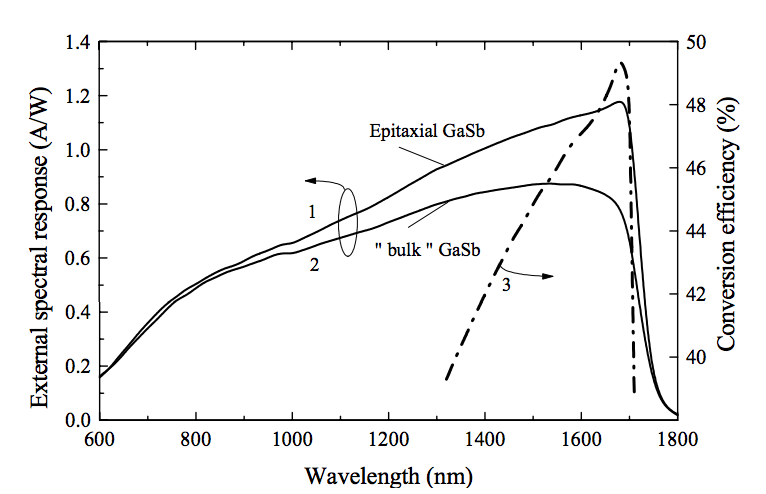 1.4
1.2
1.0
0.8
0.6
0.4
0.2
0.0
External spectral response (A/W)
50
48
46
44
42
40
Conversion efficiency (%)
Epitaxial GaSb
1
2
" bulk " GaSb
3
600 800 1000 1200 1400 1600 1800
Wavelength (nm)